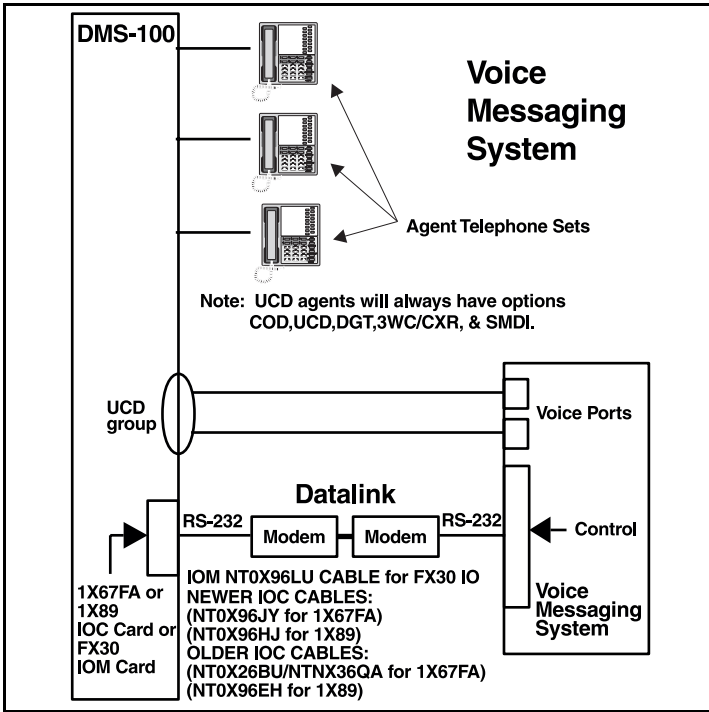 DMS-100
Voice
Messaging
System
Agent Telephone Sets
Note: UCD agents will always have options
COD,UCD,DGT,3WC/CXR, & SMDI.
UCD
group
Voice Ports
Datalink
RS-232
Modem
Modem
RS-232
Control
1X67FA or
1X89
IOC Card or
FX30
IOM Card
IOM NT0X96LU CABLE for FX30 IO
NEWER IOC CABLES:
(NT0X96JY for 1X67FA)
(NT0X96HJ for 1X89)
OLDER IOC CABLES:
(NT0X26BU/NTNX36QA for 1X67FA)
(NT0X96EH for 1X89)
Voice
Messaging
System